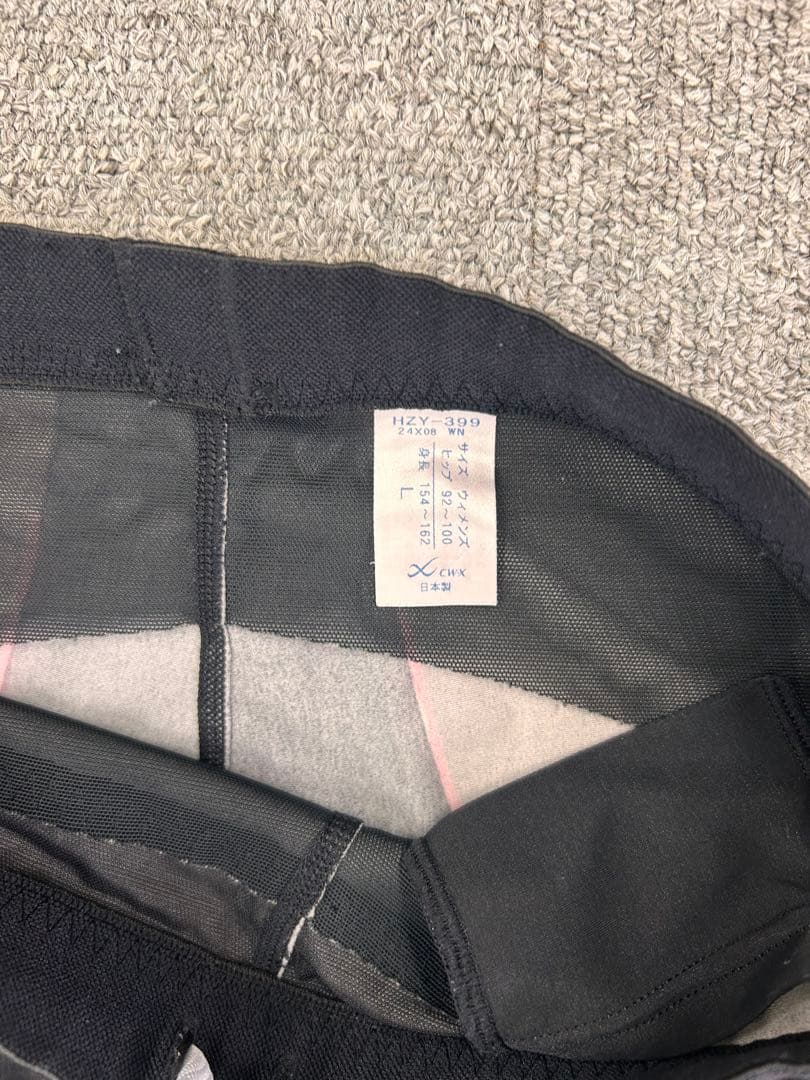 HZY-399
24X08 WN
サイズ ウィメンズ
ヒップ 92～100
身長 154～162
L
CW-X
日本製